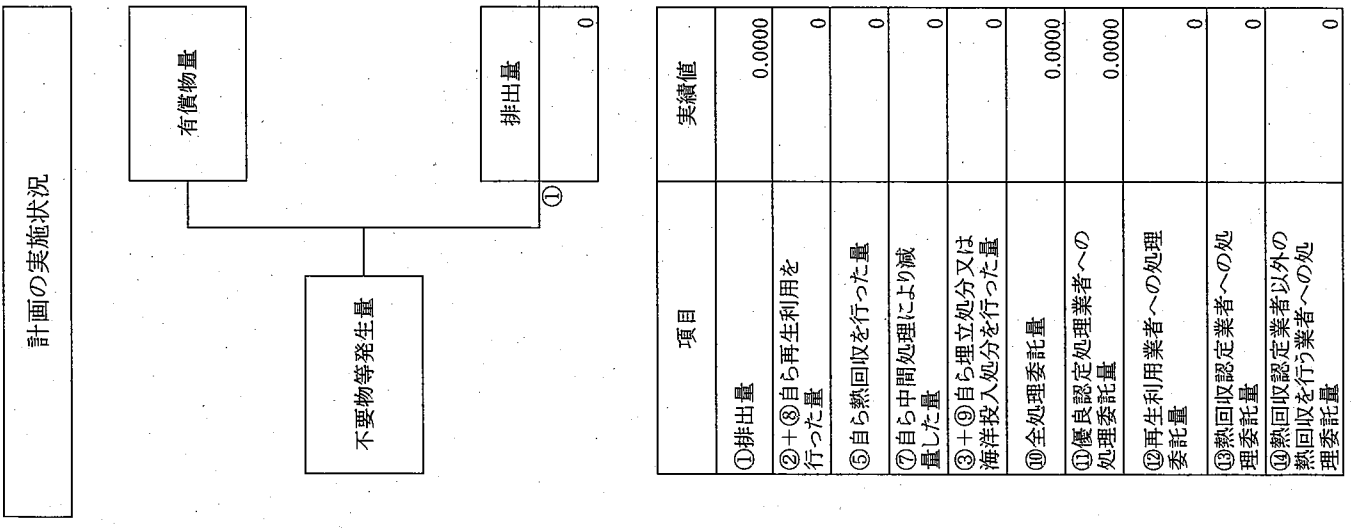 計画の実施状況
有償物量
不要物等発生量
排出量
0
①
項目
実績値
①排出量
0.0000
②+⑧自ら再生利用を
行った量
0
⑤自ら熱回収を行った量
0
⑦自ら中間処理により減
量した量
0
③+⑨自ら埋立処分又は
海洋投入処分を行った量
0
⑩全処理委託量
0.0000
⑪優良認定処理業者への
処理委託量
0.0000
⑫再生利用業者への処理
委託量
0
⑬熱回収認定業者への処
理委託量
0
⑭熱回収認定業者以外の
熱回収を行う業者への処
理委託量
0